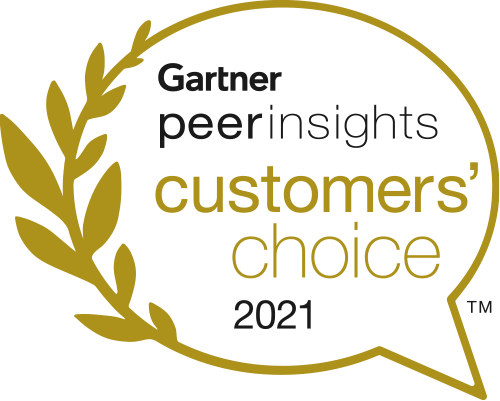 Gartner
peerinsights
customers’
choice
2021
™